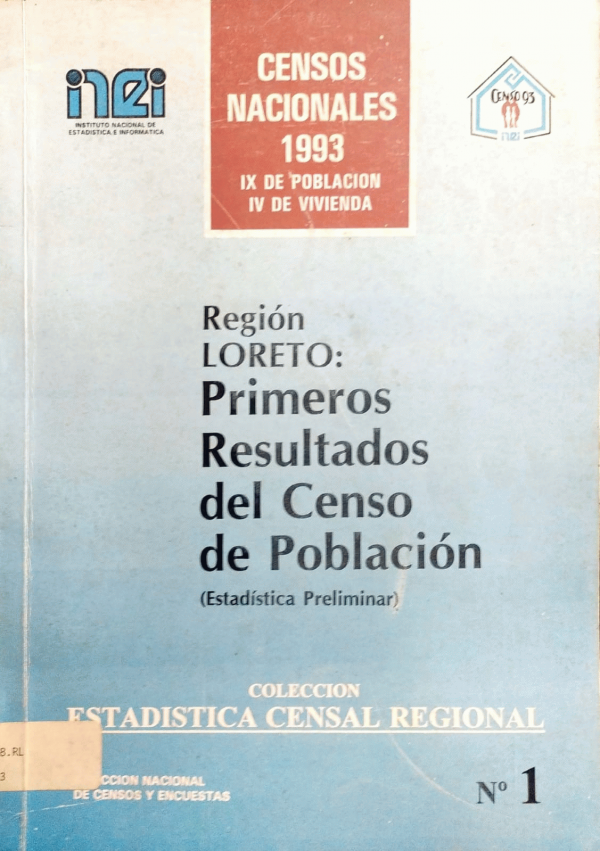 inei
INSTITUTO NACIONAL DE
ESTADISTICA E INFORMATICA
CENSOS
NACIONALES
1993
IX DE POBLACION
IV DE VIVIENDA
CENSO 93
inei
Región
LORETO:
Primeros
Resultados
del Censo
de Población
(Estadística Preliminar)
COLECCION
ESTADISTICA CENSAL REGIONAL
B.RL
3
CCION NACIONAL
DE CENSOS Y ENCUESTAS
Nº 1